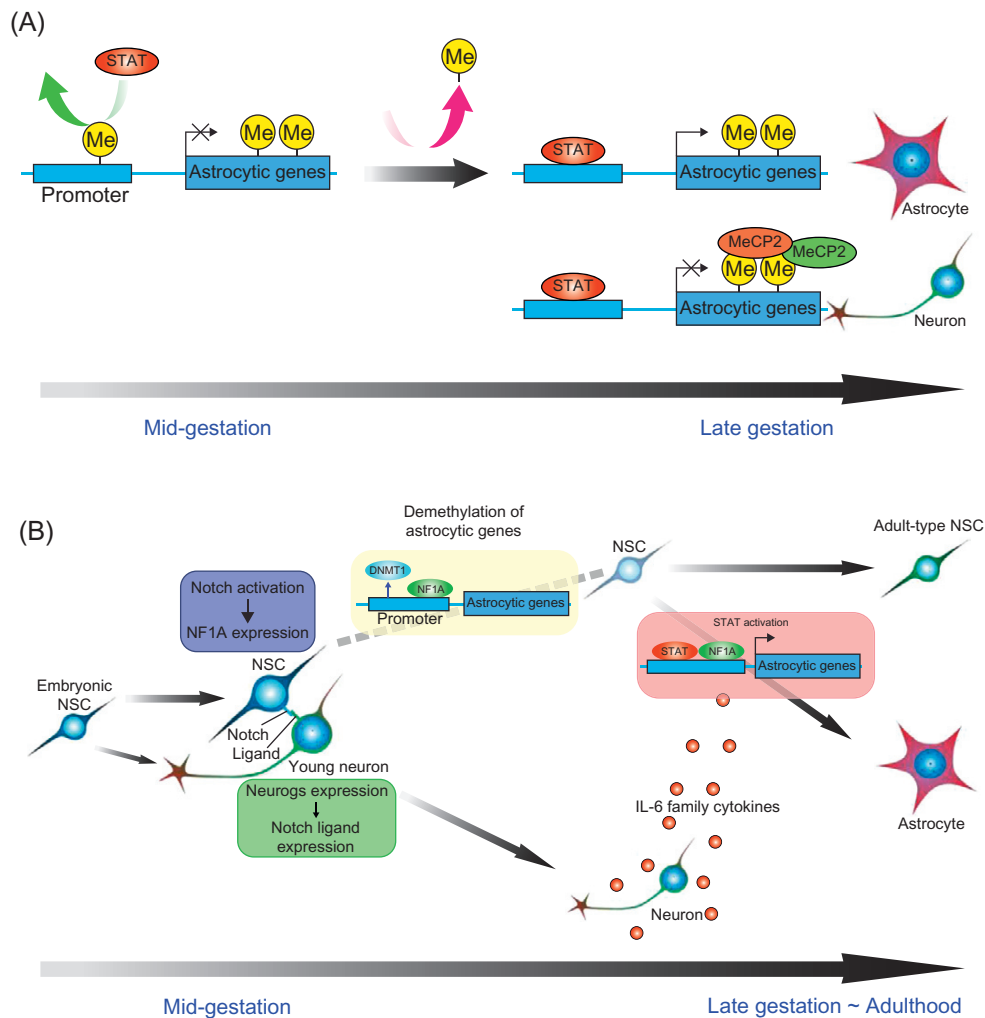 (A)
STAT
Me
Me
Me Me
Promoter
Astrocytic genes
STAT
Me Me
Astrocytic genes
Astrocyte
MeCP2
MeCP2
Me Me
STAT
Astrocytic genes
Neuron
Mid-gestation
Late gestation
(B)
Demethylation of
astrocytic genes
DNMT1
NF1A
Promoter
Astrocytic genes
NSC
Adult-type NSC
Notch activation
NF1A expression
STAT activation
STAT
NF1A
Astrocytic genes
Embryonic
NSC
NSC
Notch
Ligand
Young neuron
Neurogs expression
Notch ligand
expression
IL-6 family cytokines
Astrocyte
Neuron
Mid-gestation
Late gestation ~ Adulthood